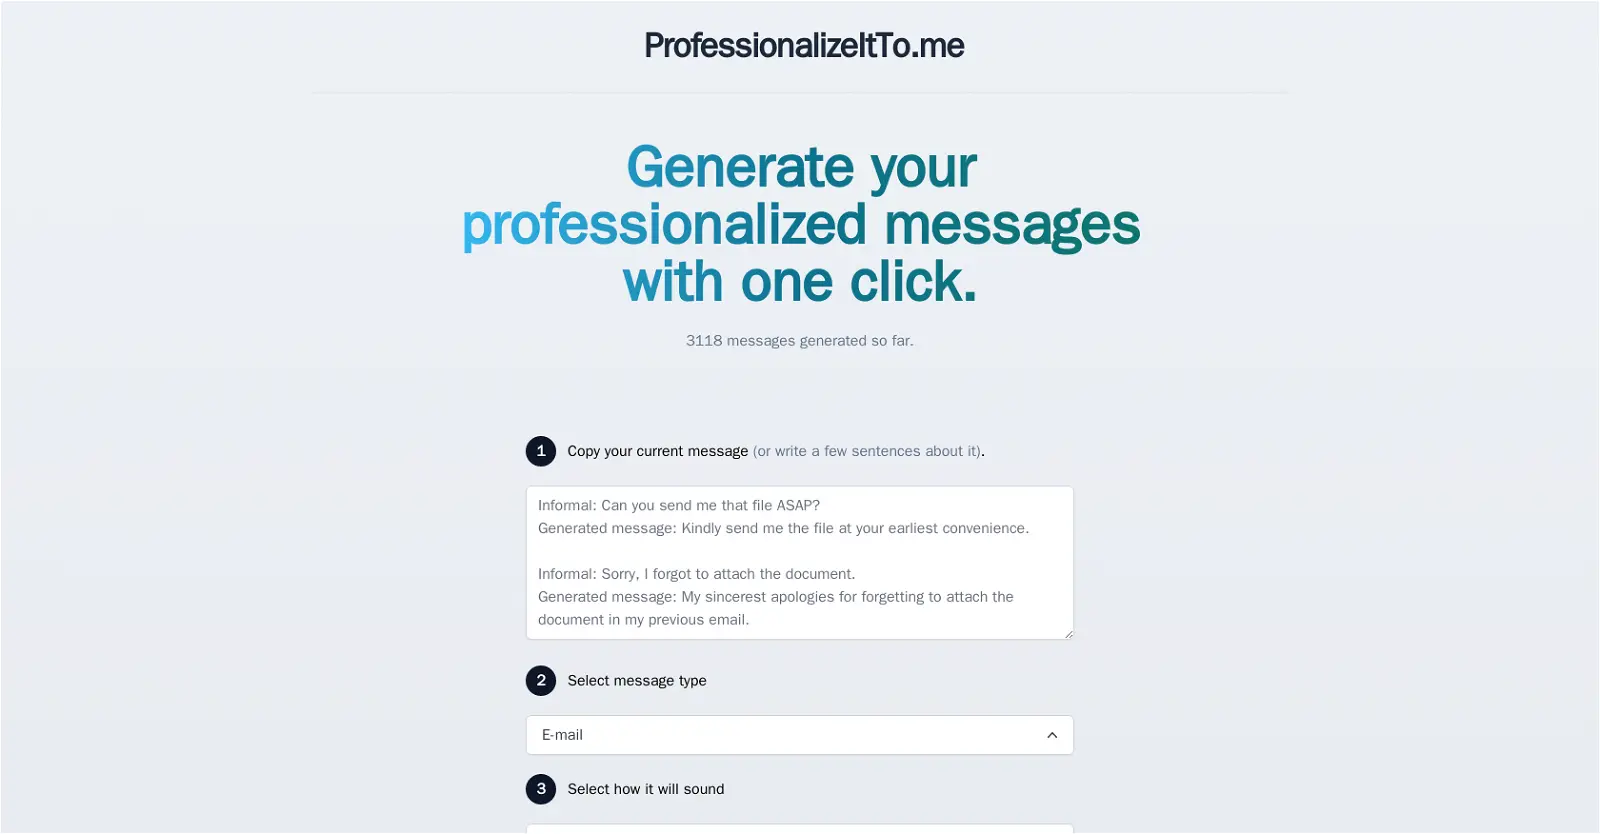 ProfessionalizeItTo.me
Generate your
professionalized messages
with one click.
3118 messages generated so far.
1 Copy your current message (or write a few sentences about it).
Informal: Can you send me that file ASAP?
Generated message: Kindly send me the file at your earliest convenience.
Informal: Sorry, I forgot to attach the document.
Generated message: My sincerest apologies for forgetting to attach the
document in my previous email.
2 Select message type
E-mail
3 Select how it will sound